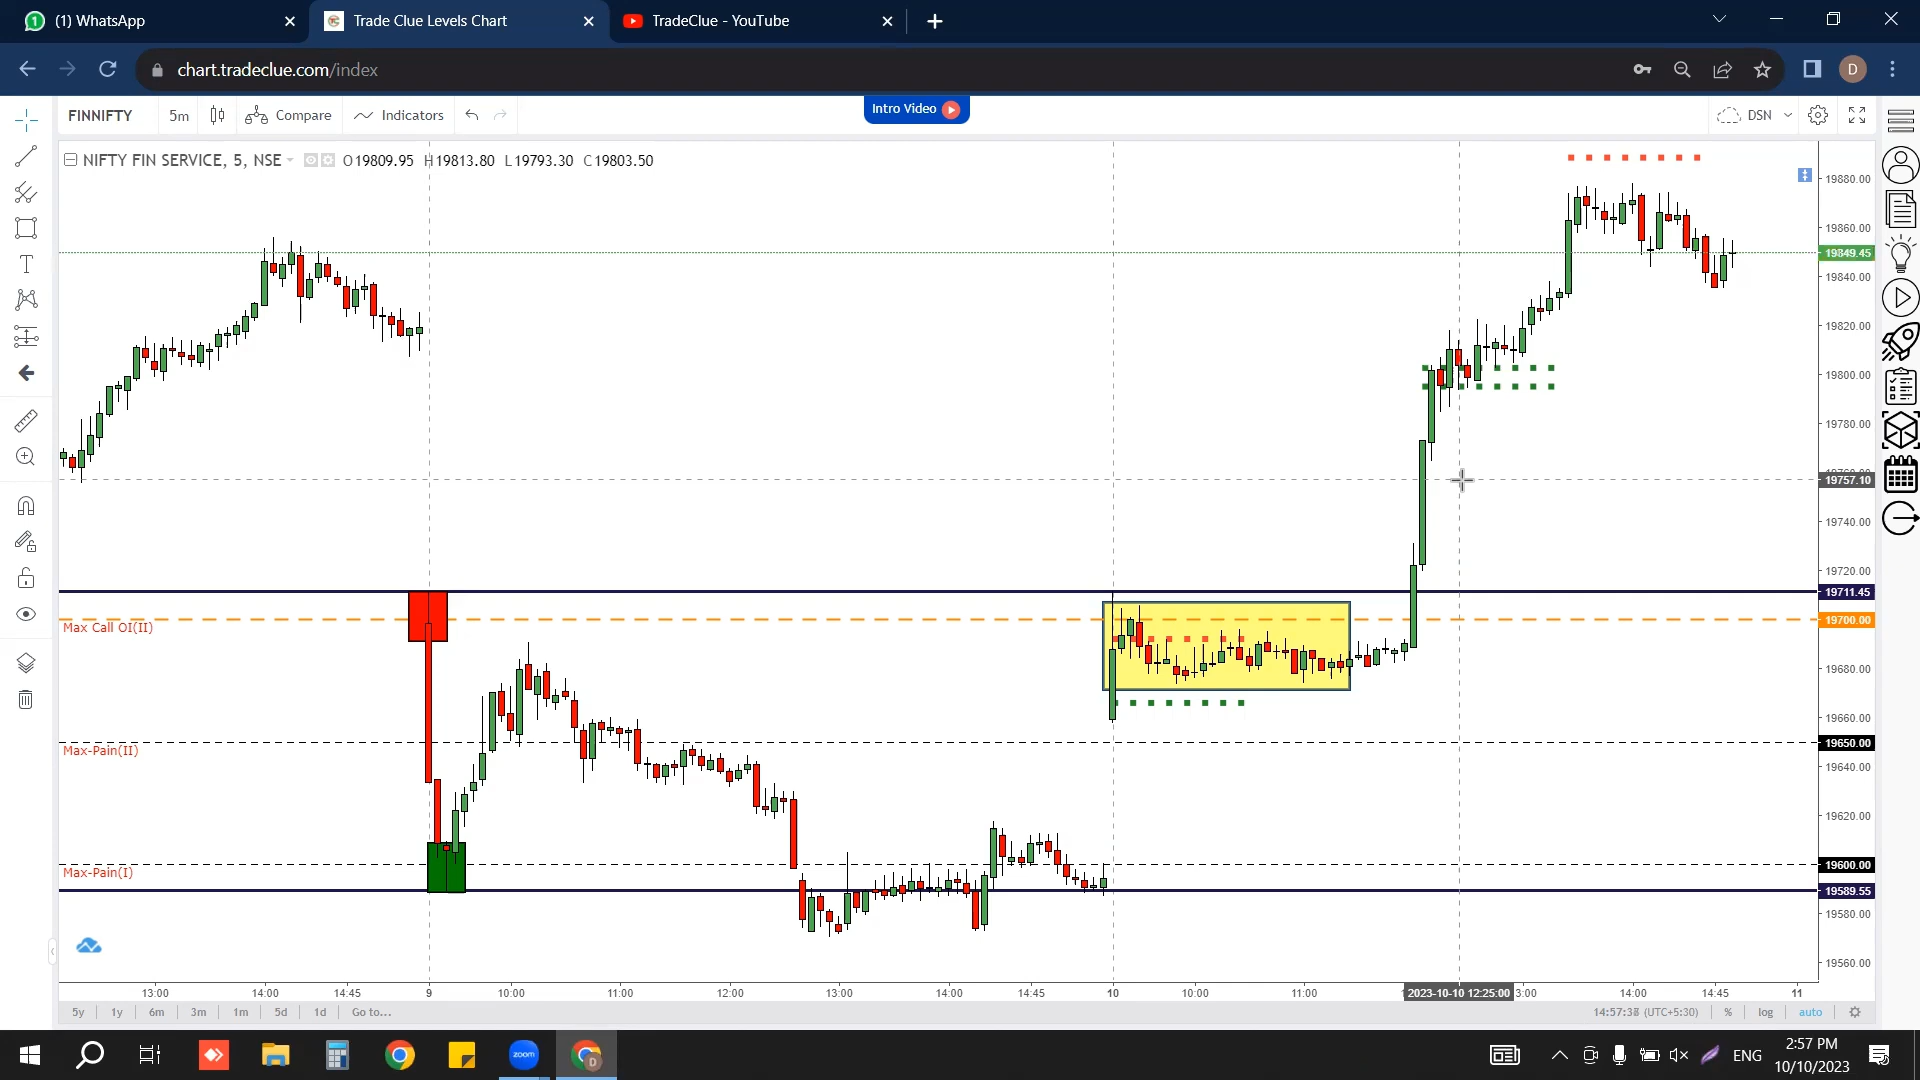 (1) WhatsApp
Trade Clue Levels Chart
TradeClue - YouTube
chart.tradeclue.com/index
D
FINNIFTY
5m
Compare
Indicators
Intro Video
DSN
NIFTY FIN SERVICE, 5, NSE
O19809.95 H19813.80 L19793.30 C19803.50
19880.00
19860.00
19849.45
19840.00
19820.00
19800.00
19780.00
19757.10
19740.00
19720.00
19711.45
19700.00
Max Call OI(II)
19680.00
19660.00
19650.00
Max-Pain(II)
19640.00
19620.00
19600.00
Max-Pain(I)
19589.55
19580.00
19560.00
13:00 14:00 14:45 9 10:00 11:00 12:00 13:00 14:00 14:45 10 10:00 11:00 2023-10-10 12:25:00 3:00 14:00 14:45 11
5y 1y 6m 3m 1m 5d 1d Go to... (UTC+5:30) % log auto
zoom
D
ENG
2:57 PM
10/10/2023